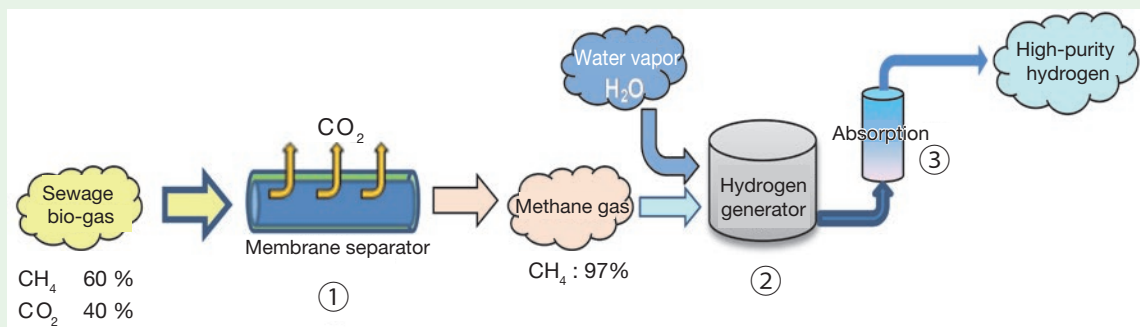 Sewage
bio-gas
CH₄ 60 %
CO₂ 40 %
CO₂
Membrane separator
①
Methane gas
CH₄ : 97%
Water vapor
H₂O
Hydrogen
generator
②
Absorption
③
High-purity
hydrogen